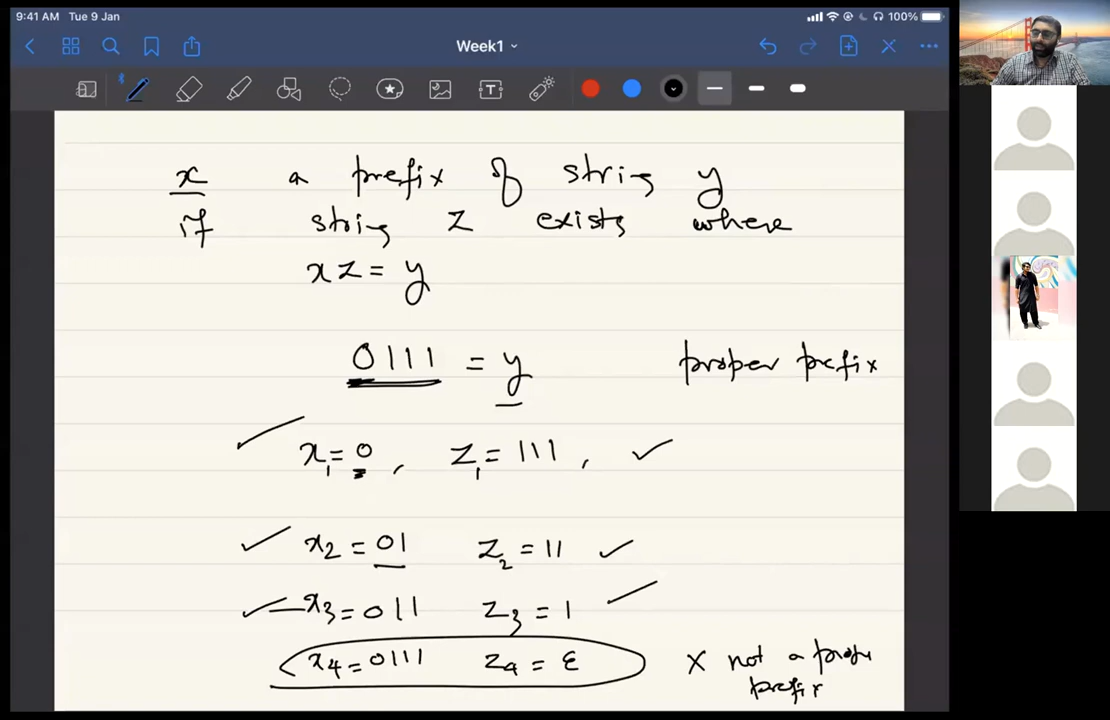 9:41 AM Tue 9 Jan
100%
Week1
T
x a prefix of string y
if string z exists where
xz = y
0111 = y proper prefix
x₁ = 0, z₁ = 111,
x₂ = 01 z₂ = 11
x₃ = 011 z₃ = 1
x₄ = 0111 z₄ = ε X not a prope
prefix